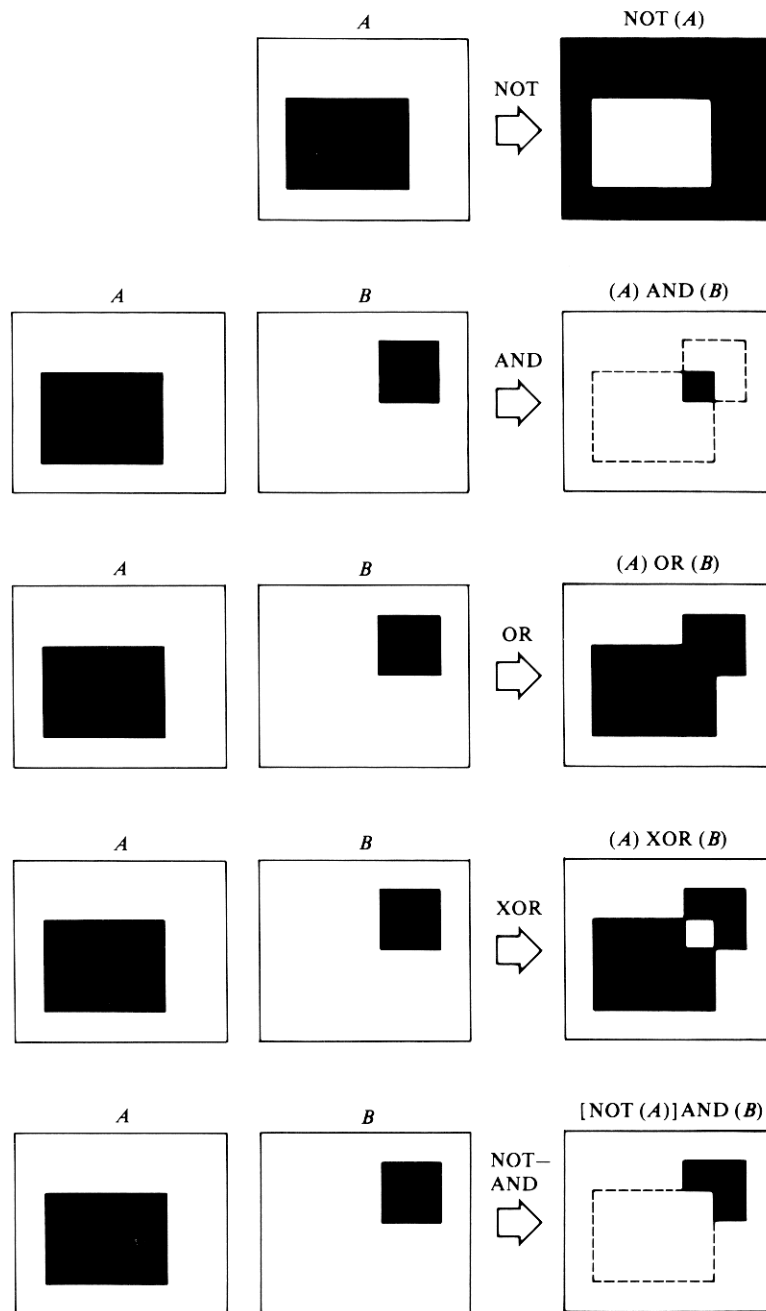 A
NOT (A)
NOT
A
B
(A) AND (B)
AND
A
B
(A) OR (B)
OR
A
B
(A) XOR (B)
XOR
A
B
[NOT (A)] AND (B)
NOT—
AND